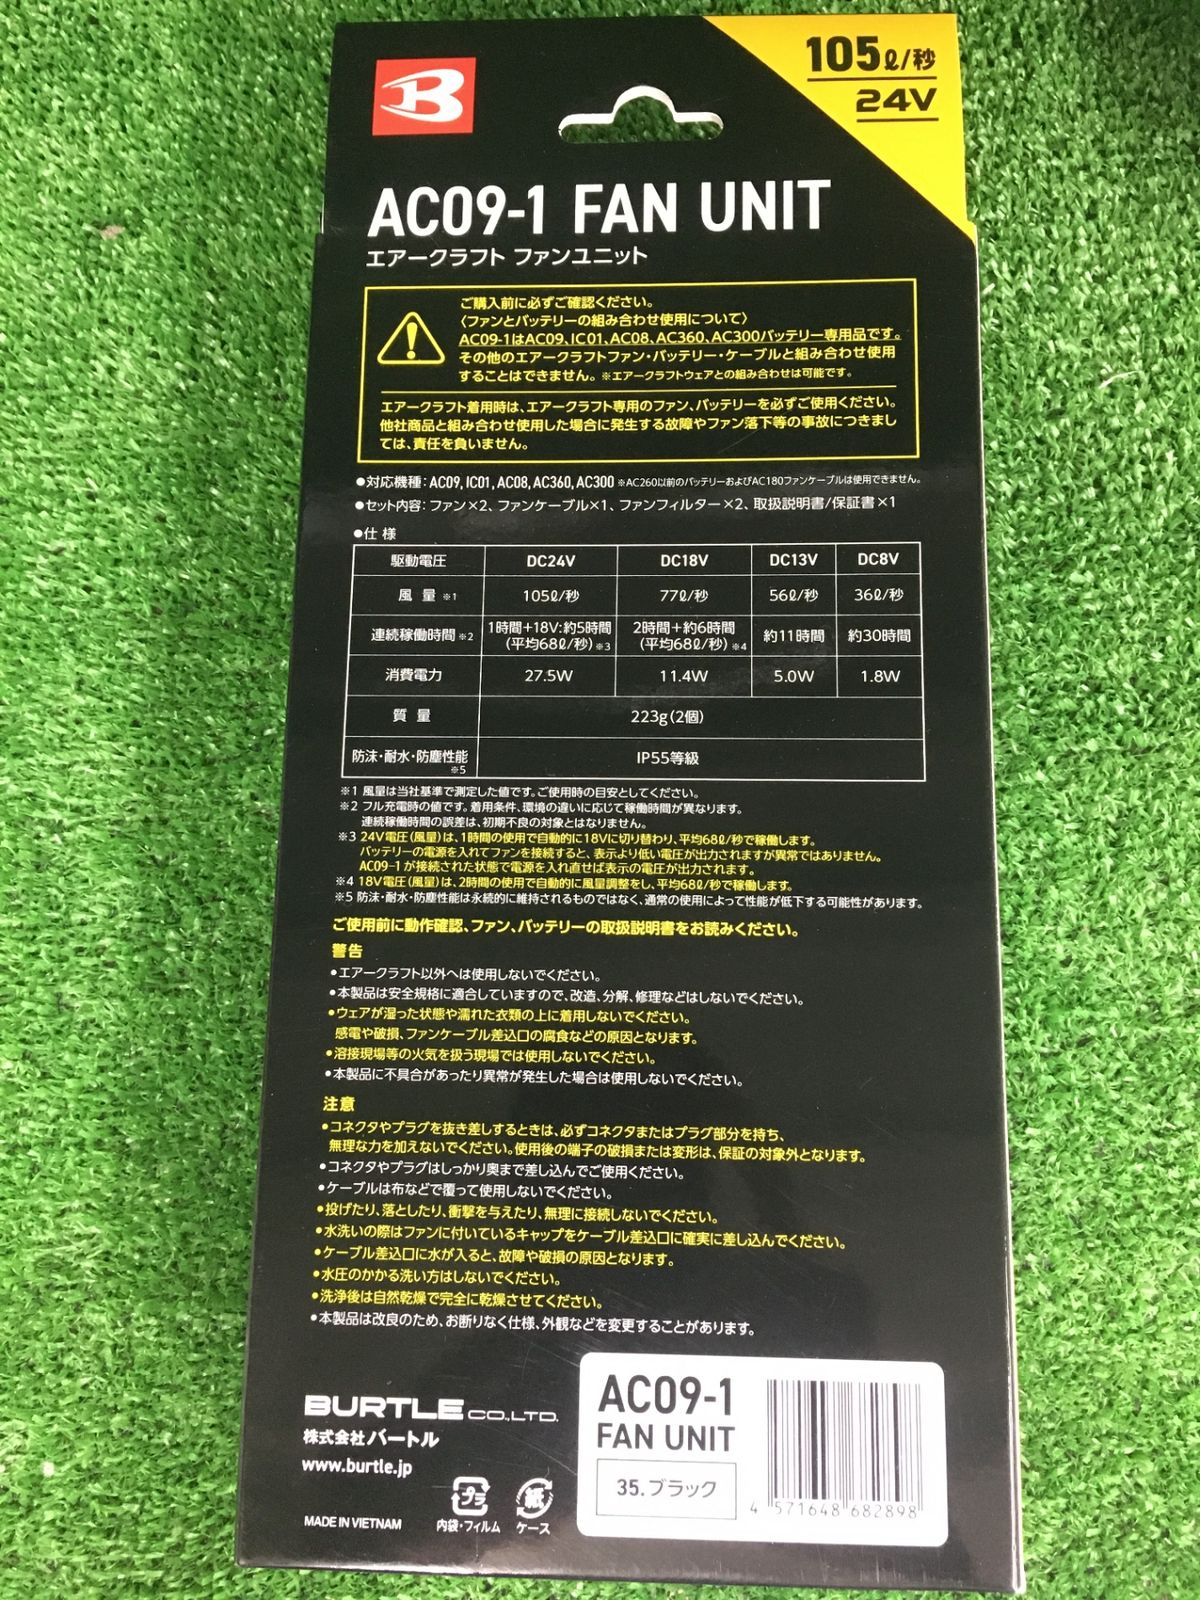 B
105ℓ/秒
24V
AC09-1 FAN UNIT
エアークラフト ファンユニット
ご購入前に必ずご確認ください。
〈ファンとバッテリーの組み合わせ使用について〉
AC09-1はAC09、IC01、AC08、AC360、AC300バッテリー専用品です。
その他のエアークラフトファン・バッテリー・ケーブルと組み合わせ使用
することはできません。※エアークラフトウェアとの組み合わせは可能です。
エアークラフト着用時は、エアークラフト専用のファン、バッテリーを必ずご使用ください。
他社商品と組み合わせ使用した場合に発生する故障やファン落下等の事故につきまし
ては、責任を負いません。
●対応機種：AC09, IC01, AC08, AC360, AC300 ※AC260以前のバッテリーおよびAC180ファンケーブルは使用できません。
●セット内容：ファン×2、ファンケーブル×1、ファンフィルター×2、取扱説明書/保証書×1
●仕 様
駆動電圧 DC24V DC18V DC13V DC8V
風 量 ※1 105ℓ/秒 77ℓ/秒 56ℓ/秒 36ℓ/秒
連続稼働時間 ※2 1時間+18V:約5時間 2時間+約6時間 約11時間 約30時間
(平均68ℓ/秒)※3 (平均68ℓ/秒)※4
消費電力 27.5W 11.4W 5.0W 1.8W
質 量 223g(2個)
防沫・耐水・防塵性能 IP55等級
※5
※1 風量は当社基準で測定した値です。ご使用時の目安としてください。
※2 フル充電時の値です。着用条件、環境の違いに応じて稼働時間が異なります。
連続稼働時間の誤差は、初期不良の対象とはなりません。
※3 24V電圧(風量)は、1時間の使用で自動的に18Vに切り替わり、平均68ℓ/秒で稼働します。
バッテリーの電源を入れてファンを接続すると、表示より低い電圧が出力されますが異常ではありません。
AC09-1が接続された状態で電源を入れ直せば表示の電圧が出力されます。
※4 18V電圧(風量)は、2時間の使用で自動的に風量調整をし、平均68ℓ/秒で稼働します。
※5 防沫・耐水・防塵性能は永続的に維持されるものではなく、通常の使用によって性能が低下する可能性があります。
ご使用前に動作確認、ファン、バッテリーの取扱説明書をお読みください。
警告
●エアークラフト以外へは使用しないでください。
●本製品は安全規格に適合していますので、改造、分解、修理などはしないでください。
●ウェアが湿った状態や濡れた衣類の上に着用しないでください。
感電や破損、ファンケーブル差込口の腐食などの原因となります。
●溶接現場等の火気を扱う現場では使用しないでください。
●本製品に不具合があったり異常が発生した場合は使用しないでください。
注意
●コネクタやプラグを抜き差しするときは、必ずコネクタまたはプラグ部分を持ち、
無理な力を加えないでください。使用後の端子の破損または変形は、保証の対象外となります。
●コネクタやプラグはしっかり奥まで差し込んでご使用ください。
●ケーブルは布などで覆って使用しないでください。
●投げたり、落としたり、衝撃を与えたり、無理に接続しないでください。
●水洗いの際はファンに付いているキャップをケーブル差込口に確実に差し込んでください。
●ケーブル差込口に水が入ると、故障や破損の原因となります。
●水圧のかかる洗い方はしないでください。
●洗浄後は自然乾燥で完全に乾燥させてください。
●本製品は改良のため、お断りなく仕様、外観などを変更することがあります。
BURTLE CO.,LTD.
株式会社バートル
www.burtle.jp
MADE IN VIETNAM
プラ
内袋・フィルム
紙
ケース
AC09-1
FAN UNIT
35.ブラック
4 571648 682898